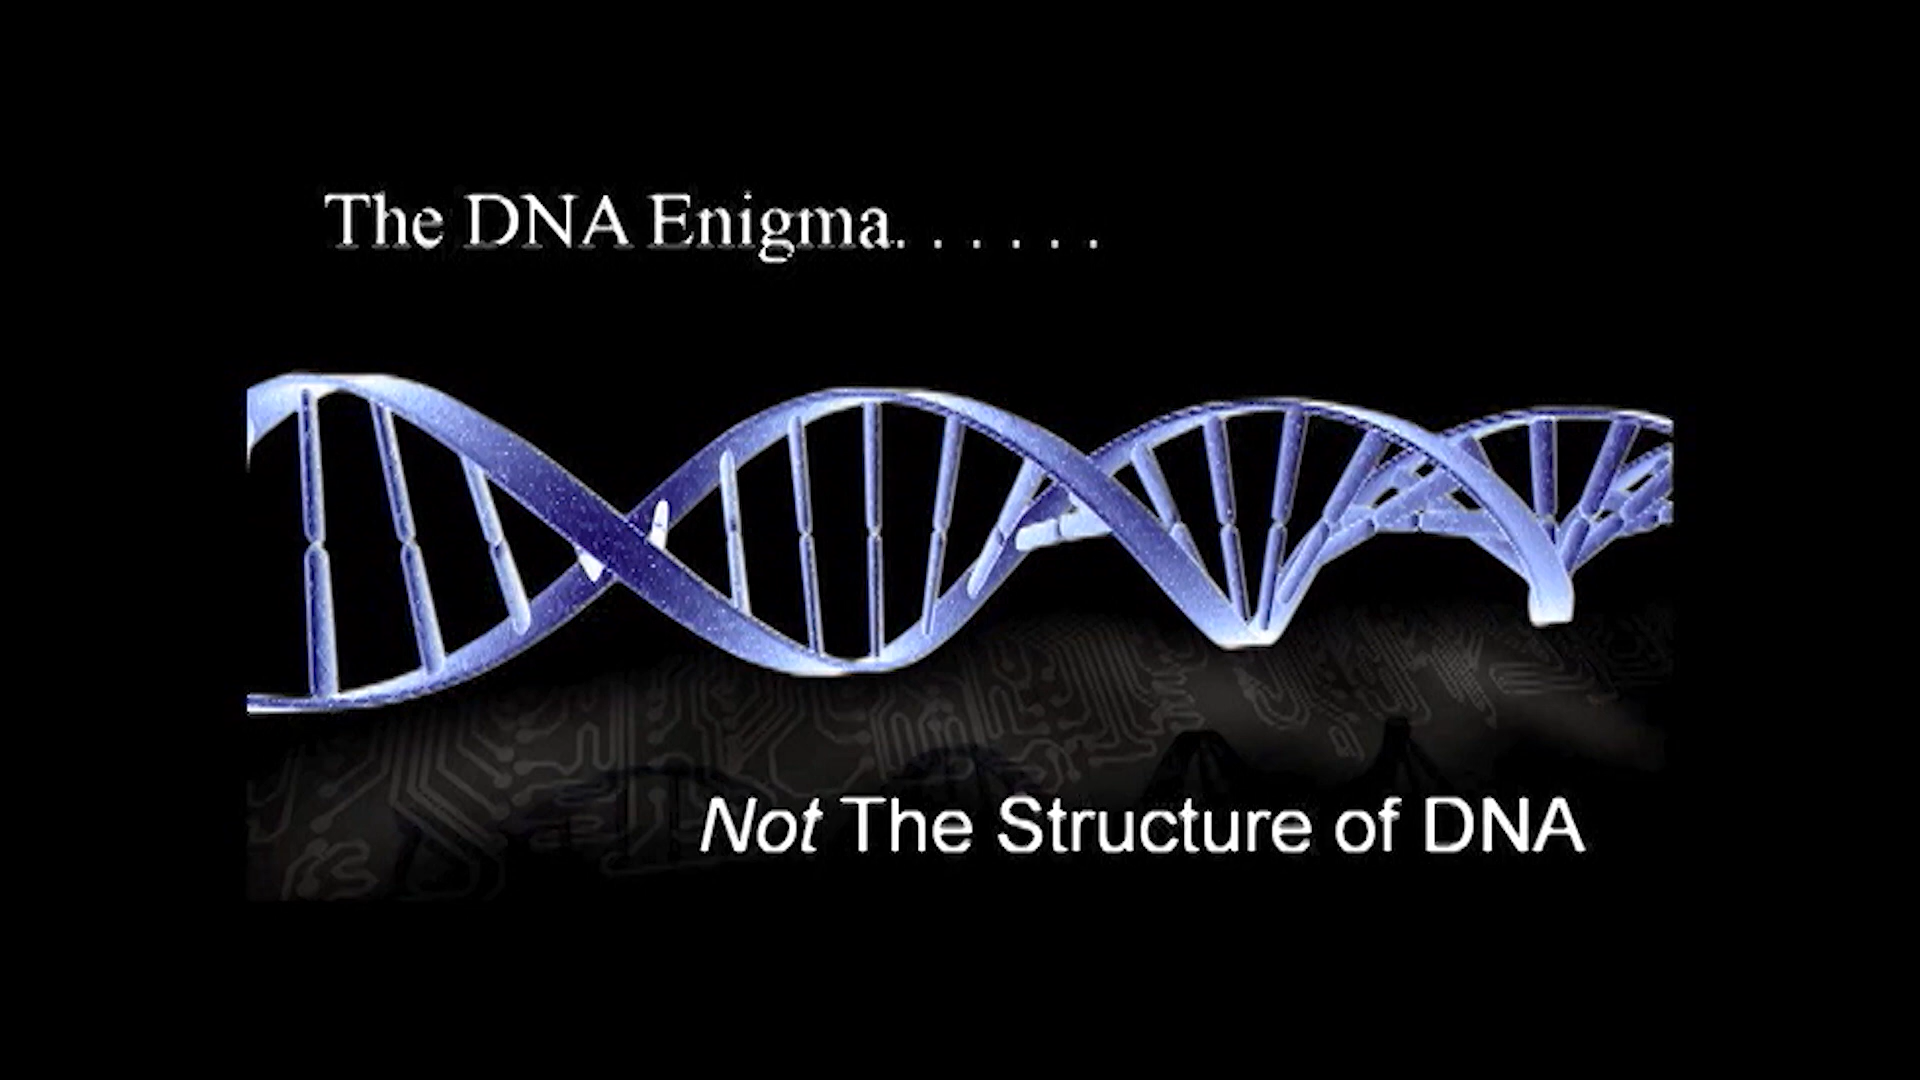 The DNA Enigma. . . . . .
Not The Structure of DNA